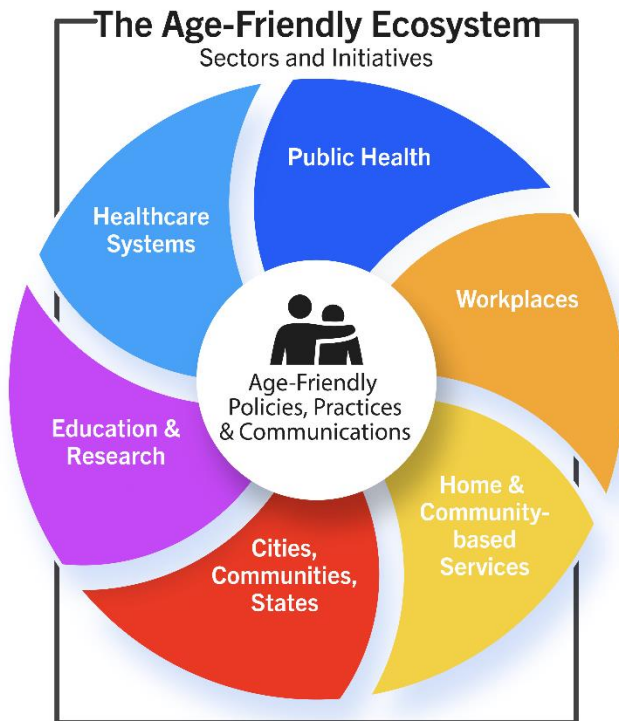 The Age-Friendly Ecosystem
Sectors and Initiatives
Public Health
Healthcare
Systems
Workplaces
Age-Friendly
Policies, Practices
& Communications
Education &
Research
Home &
Community-
based
Services
Cities,
Communities,
States